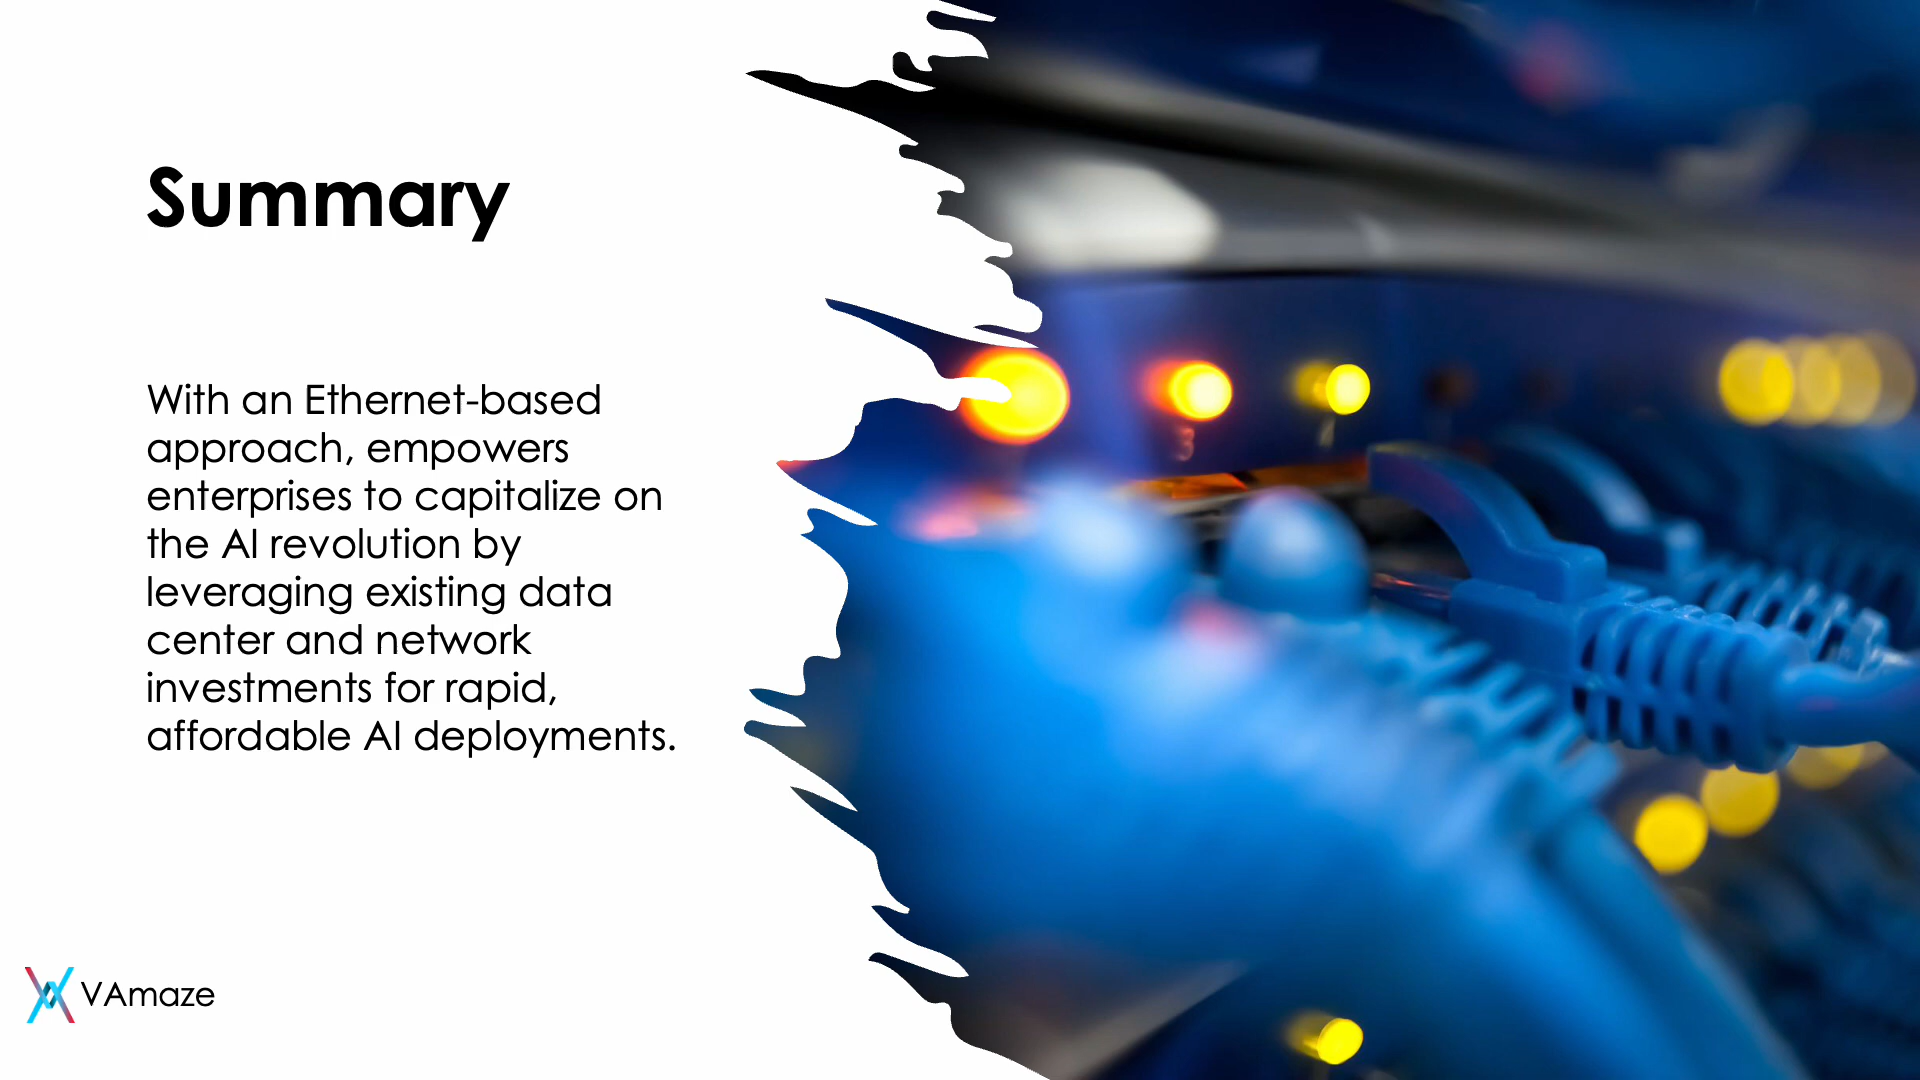 Summary
With an Ethernet-based
approach, empowers
enterprises to capitalize on
the AI revolution by
leveraging existing data
center and network
investments for rapid,
affordable AI deployments.
VAmaze